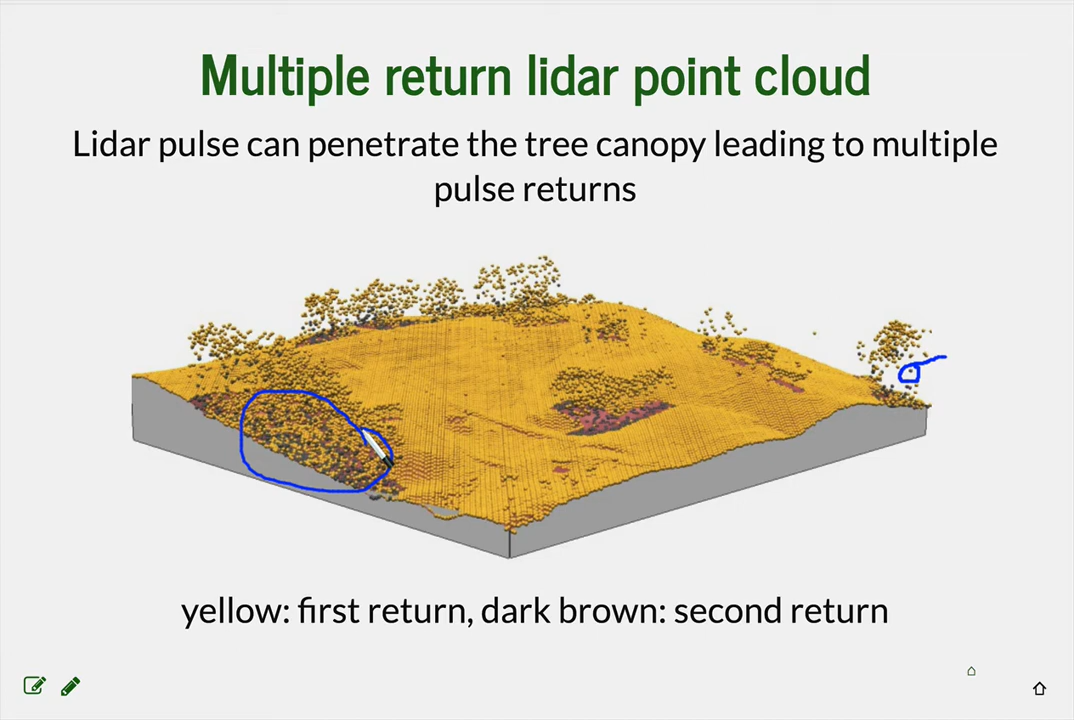 Multiple return lidar point cloud
Lidar pulse can penetrate the tree canopy leading to multiple
pulse returns
yellow: first return, dark brown: second return